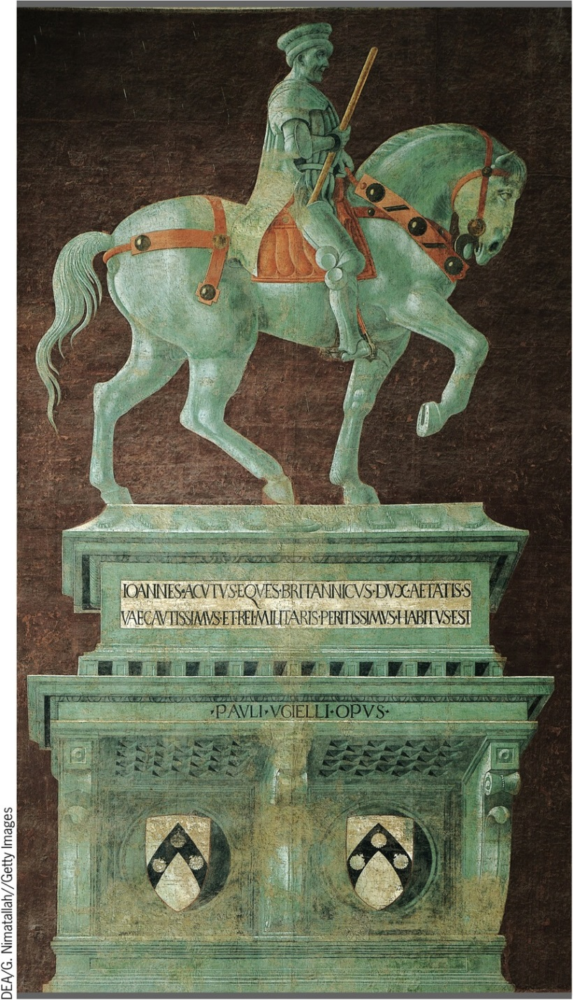 IOANNES·ACVTVS·EQVES·BRITANNICVS·DVX·AETATIS·S
VAE·CAVTISSIMVS·ET·REI·MILITARIS·PERITISSIMVS·HABITVS·EST
·PAVLI·VGIELLI·OPVS·
DEA/G. Nimatallah//Getty Images